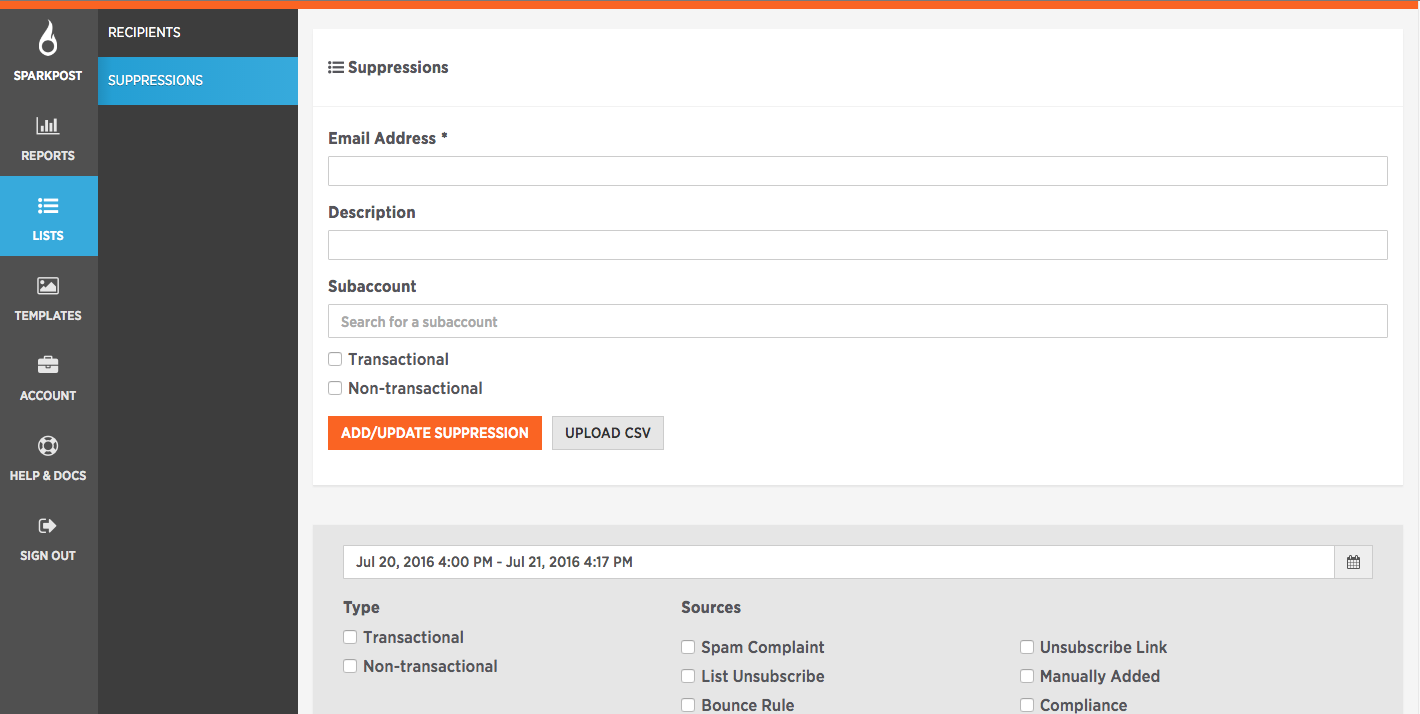 SPARKPOST
REPORTS
LISTS
TEMPLATES
ACCOUNT
HELP & DOCS
SIGN OUT
RECIPIENTS
SUPPRESSIONS
Suppressions
Email Address *
Description
Subaccount
Search for a subaccount
Transactional
Non-transactional
ADD/UPDATE SUPPRESSION UPLOAD CSV
Jul 20, 2016 4:00 PM - Jul 21, 2016 4:17 PM
Type
Transactional
Non-transactional
Sources
Spam Complaint
List Unsubscribe
Bounce Rule
Unsubscribe Link
Manually Added
Compliance